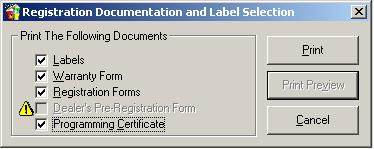 Registration Documentation and Label Selection
Print The Following Documents
Labels
Warranty Form
Registration Forms
Dealer's Pre-Registration Form
Programming Certificate
Print
Print Preview
Cancel